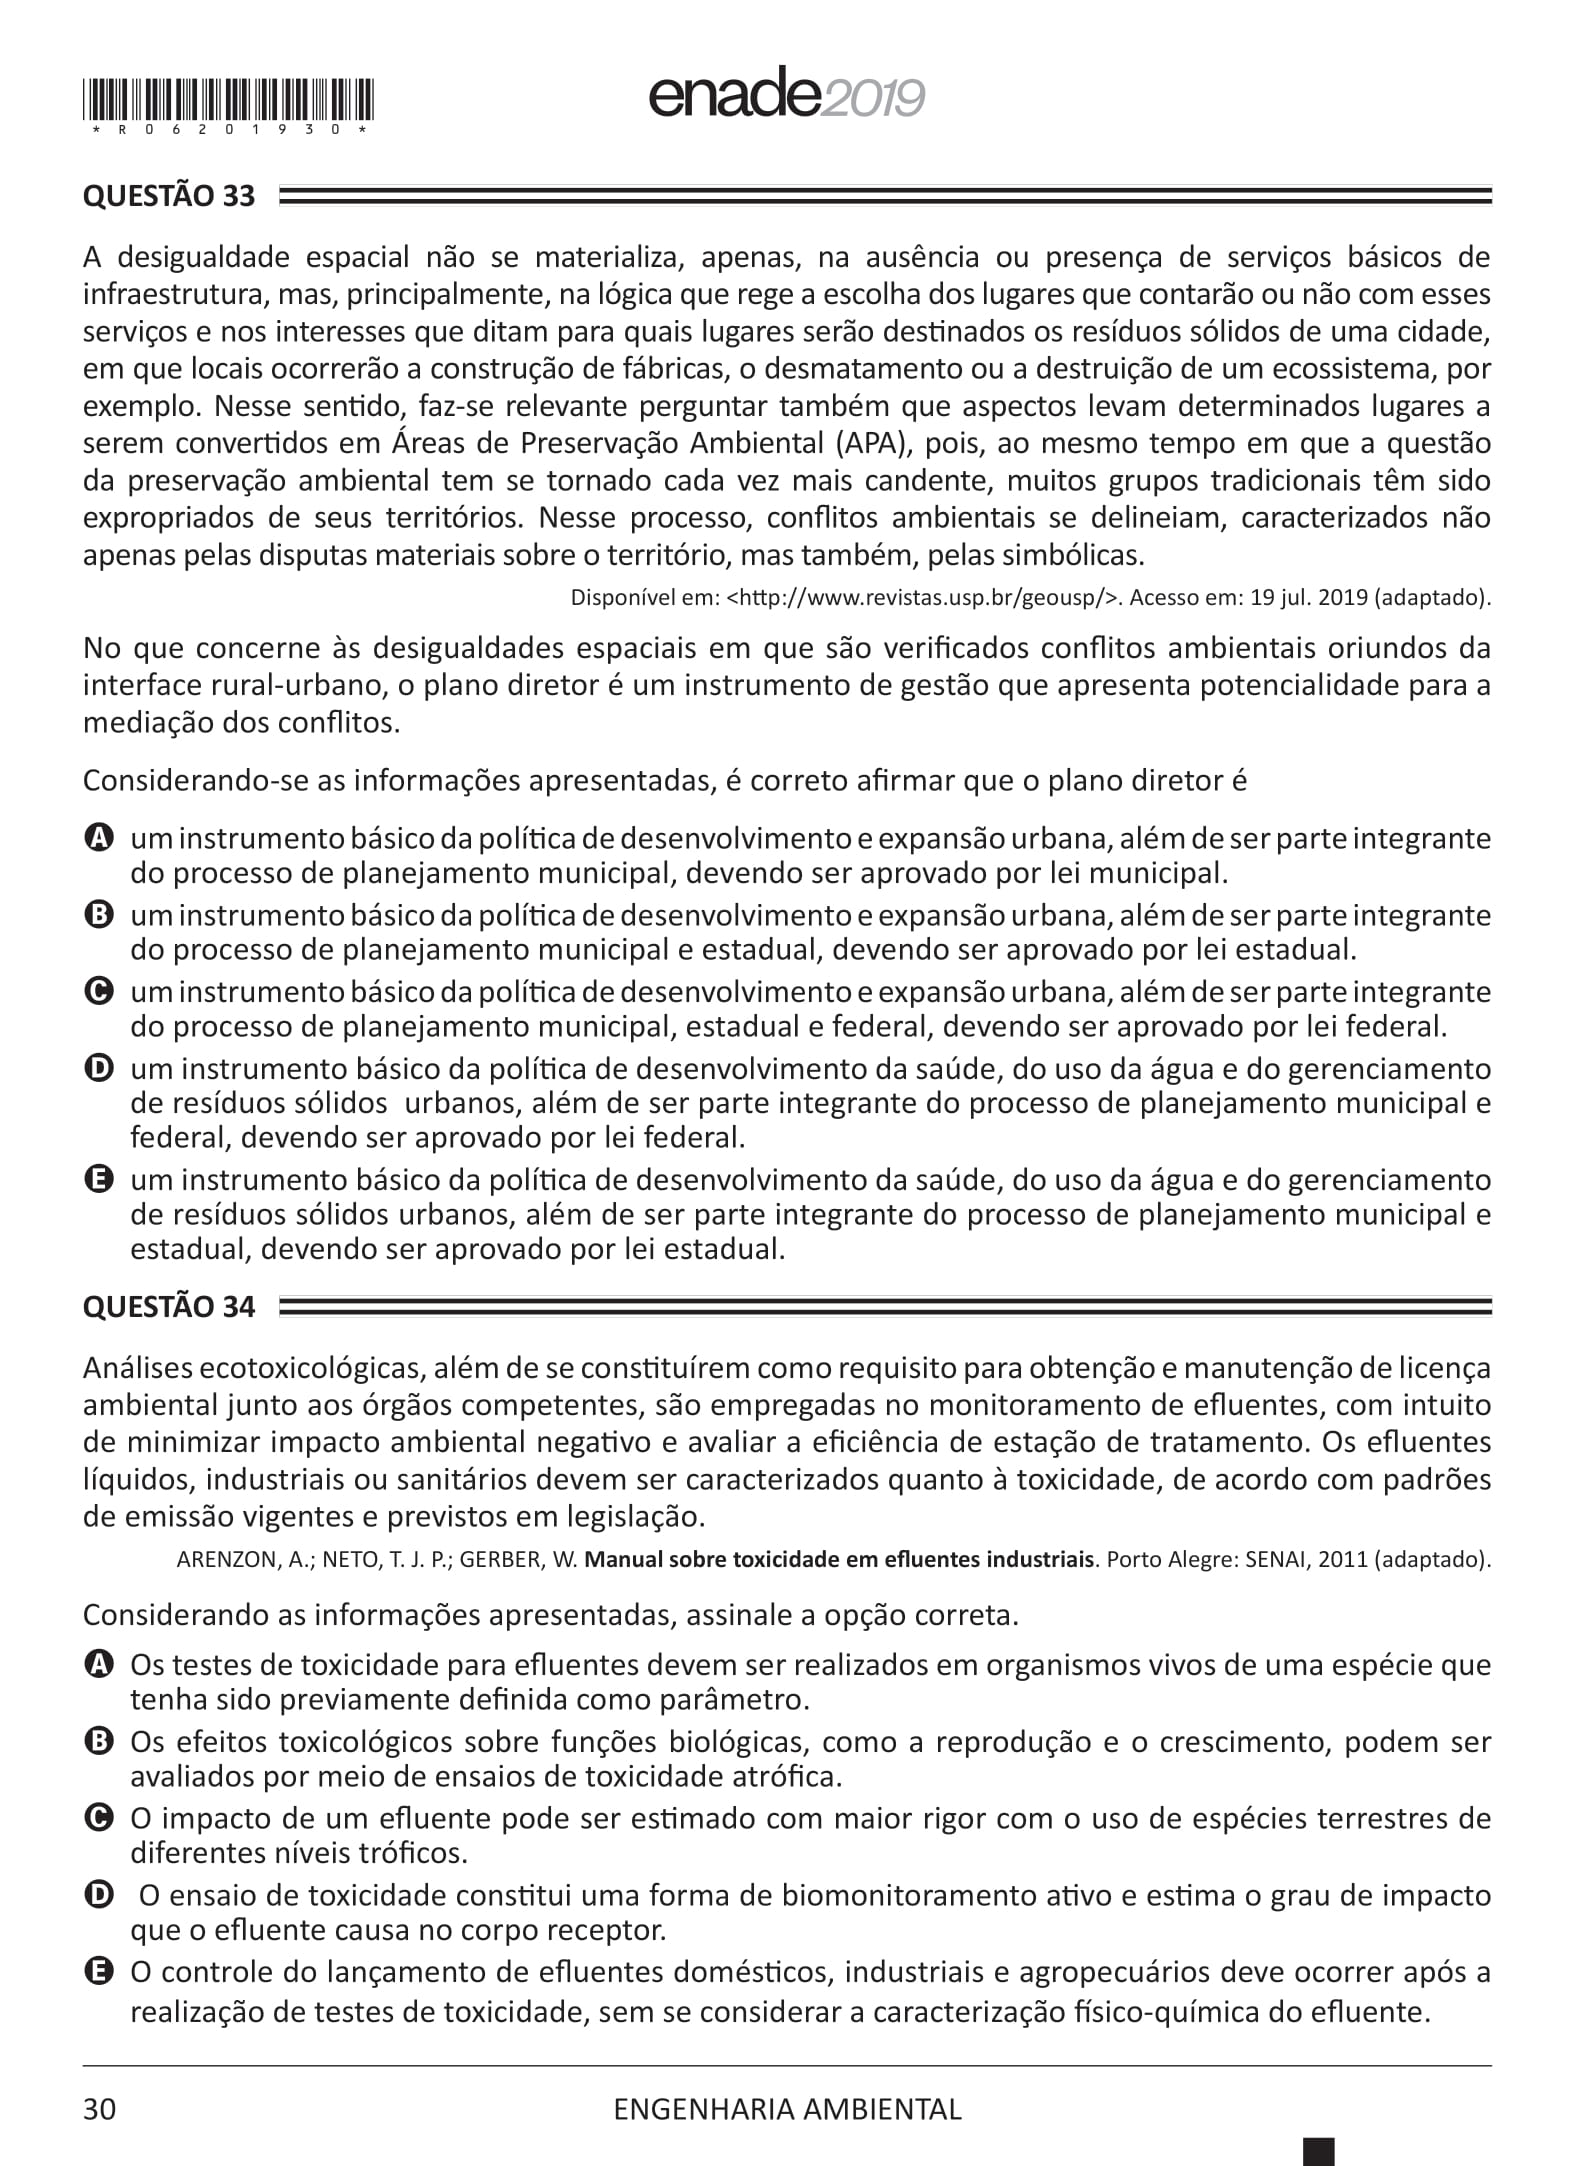 *R06201930*
enade2019
QUESTÃO 33
A desigualdade espacial não se materializa, apenas, na ausência ou presença de serviços básicos de
infraestrutura, mas, principalmente, na lógica que rege a escolha dos lugares que contarão ou não com esses
serviços e nos interesses que ditam para quais lugares serão destinados os resíduos sólidos de uma cidade,
em que locais ocorrerão a construção de fábricas, o desmatamento ou a destruição de um ecossistema, por
exemplo. Nesse sentido, faz-se relevante perguntar também que aspectos levam determinados lugares a
serem convertidos em Áreas de Preservação Ambiental (APA), pois, ao mesmo tempo em que a questão
da preservação ambiental tem se tornado cada vez mais candente, muitos grupos tradicionais têm sido
expropriados de seus territórios. Nesse processo, conflitos ambientais se delineiam, caracterizados não
apenas pelas disputas materiais sobre o território, mas também, pelas simbólicas.
Disponível em: <http://www.revistas.usp.br/geousp/>. Acesso em: 19 jul. 2019 (adaptado).
No que concerne às desigualdades espaciais em que são verificados conflitos ambientais oriundos da
interface rural-urbano, o plano diretor é um instrumento de gestão que apresenta potencialidade para a
mediação dos conflitos.
Considerando-se as informações apresentadas, é correto afirmar que o plano diretor é
A um instrumento básico da política de desenvolvimento e expansão urbana, além de ser parte integrante
do processo de planejamento municipal, devendo ser aprovado por lei municipal.
B um instrumento básico da política de desenvolvimento e expansão urbana, além de ser parte integrante
do processo de planejamento municipal e estadual, devendo ser aprovado por lei estadual.
C um instrumento básico da política de desenvolvimento e expansão urbana, além de ser parte integrante
do processo de planejamento municipal, estadual e federal, devendo ser aprovado por lei federal.
D um instrumento básico da política de desenvolvimento da saúde, do uso da água e do gerenciamento
de resíduos sólidos urbanos, além de ser parte integrante do processo de planejamento municipal e
federal, devendo ser aprovado por lei federal.
E um instrumento básico da política de desenvolvimento da saúde, do uso da água e do gerenciamento
de resíduos sólidos urbanos, além de ser parte integrante do processo de planejamento municipal e
estadual, devendo ser aprovado por lei estadual.
QUESTÃO 34
Análises ecotoxicológicas, além de se constituírem como requisito para obtenção e manutenção de licença
ambiental junto aos órgãos competentes, são empregadas no monitoramento de efluentes, com intuito
de minimizar impacto ambiental negativo e avaliar a eficiência de estação de tratamento. Os efluentes
líquidos, industriais ou sanitários devem ser caracterizados quanto à toxicidade, de acordo com padrões
de emissão vigentes e previstos em legislação.
ARENZON, A.; NETO, T. J. P.; GERBER, W. Manual sobre toxicidade em efluentes industriais. Porto Alegre: SENAI, 2011 (adaptado).
Considerando as informações apresentadas, assinale a opção correta.
A Os testes de toxicidade para efluentes devem ser realizados em organismos vivos de uma espécie que
tenha sido previamente definida como parâmetro.
B Os efeitos toxicológicos sobre funções biológicas, como a reprodução e o crescimento, podem ser
avaliados por meio de ensaios de toxicidade atrófica.
C O impacto de um efluente pode ser estimado com maior rigor com o uso de espécies terrestres de
diferentes níveis tróficos.
D O ensaio de toxicidade constitui uma forma de biomonitoramento ativo e estima o grau de impacto
que o efluente causa no corpo receptor.
E O controle do lançamento de efluentes domésticos, industriais e agropecuários deve ocorrer após a
realização de testes de toxicidade, sem se considerar a caracterização físico-química do efluente.
30
ENGENHARIA AMBIENTAL